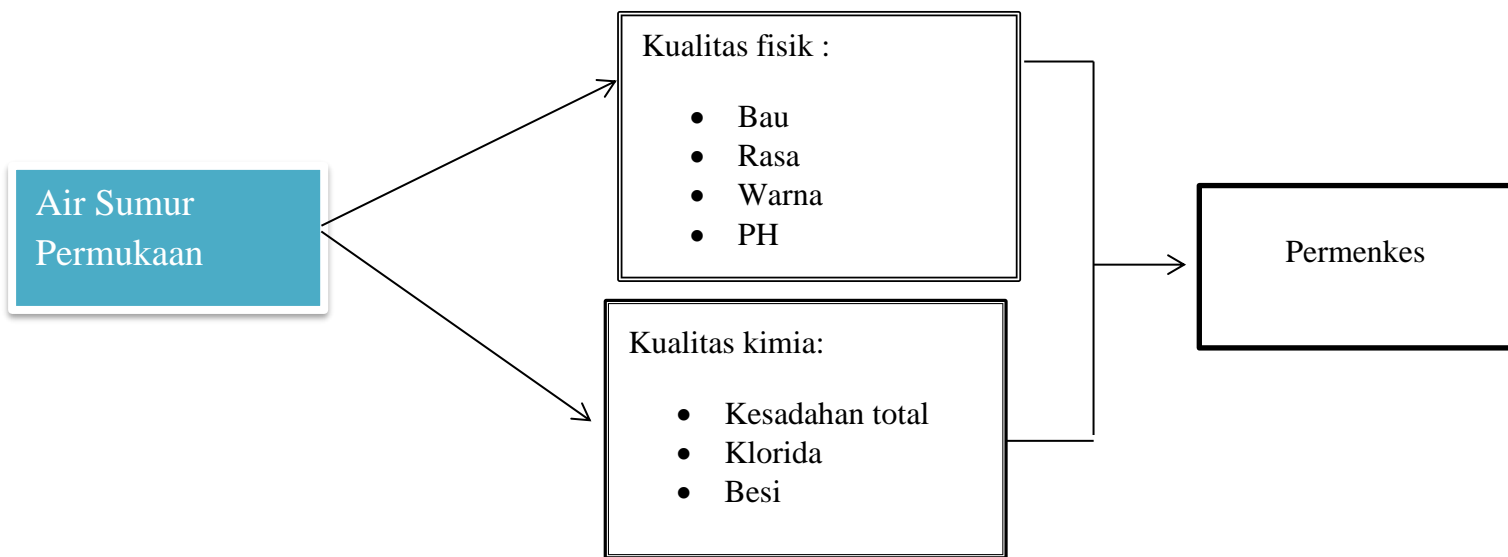 Air Sumur
Permukaan
Kualitas fisik :
• Bau
• Rasa
• Warna
• PH
Kualitas kimia:
• Kesadahan total
• Klorida
• Besi
Permenkes